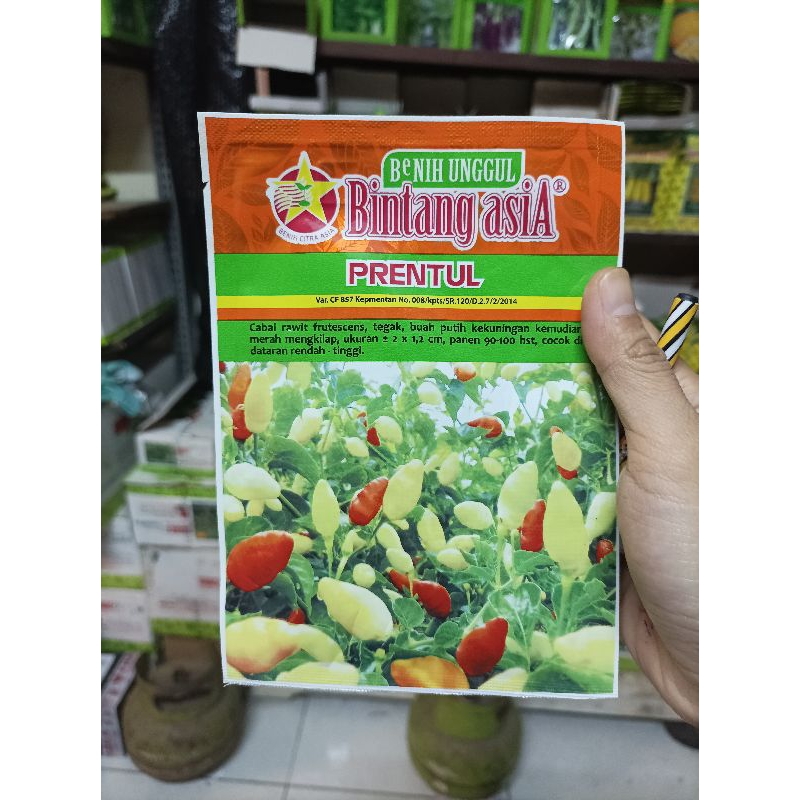 BeNIH UNGGUL
Bintang asiA®
BENIH CITRA ASIA
PRENTUL
Var. CF 857 Kepmentan No. 008/kpts/SR.120/D.2.7/2/2014
Cabai rawit frutescens, tegak, buah putih kekuningan kemudian
merah mengkilap, ukuran ± 2 x 1,2 cm, panen 90-100 hst, cocok di
dataran rendah - tinggi.